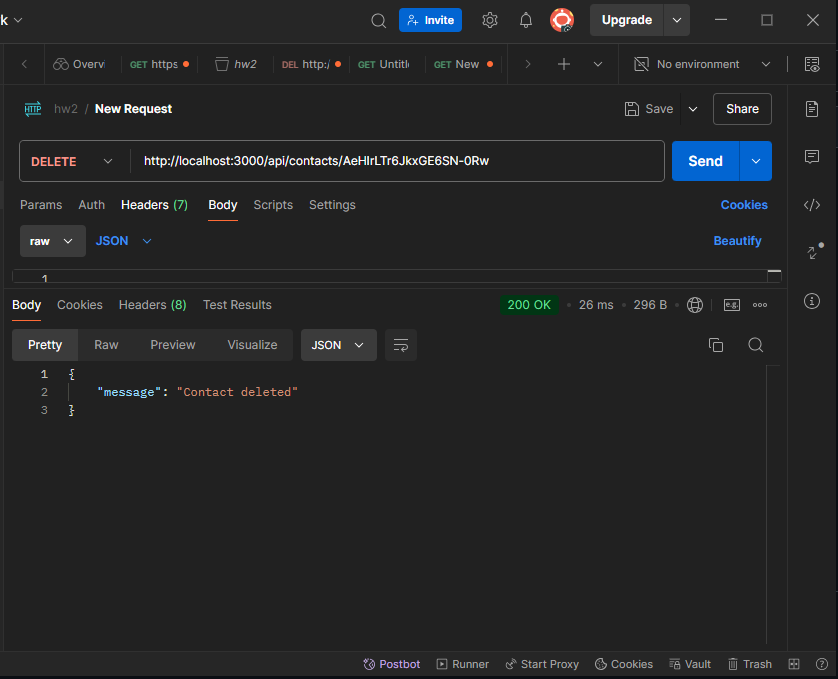 k
Invite
Upgrade
Overvi
GET https
hw2
DEL http:/
GET Untitle
GET New
No environment
HTTP hw2 / New Request
Save
Share
DELETE
http://localhost:3000/api/contacts/AeHIrLTr6JkxGE6SN-0Rw
Send
Params Auth Headers (7) Body Scripts Settings Cookies
raw JSON Beautify
1
Body Cookies Headers (8) Test Results 200 OK • 26 ms • 296 B • e.g.
Pretty Raw Preview Visualize JSON
1 {
2 "message": "Contact deleted"
3 }
Postbot Runner Start Proxy Cookies Vault Trash